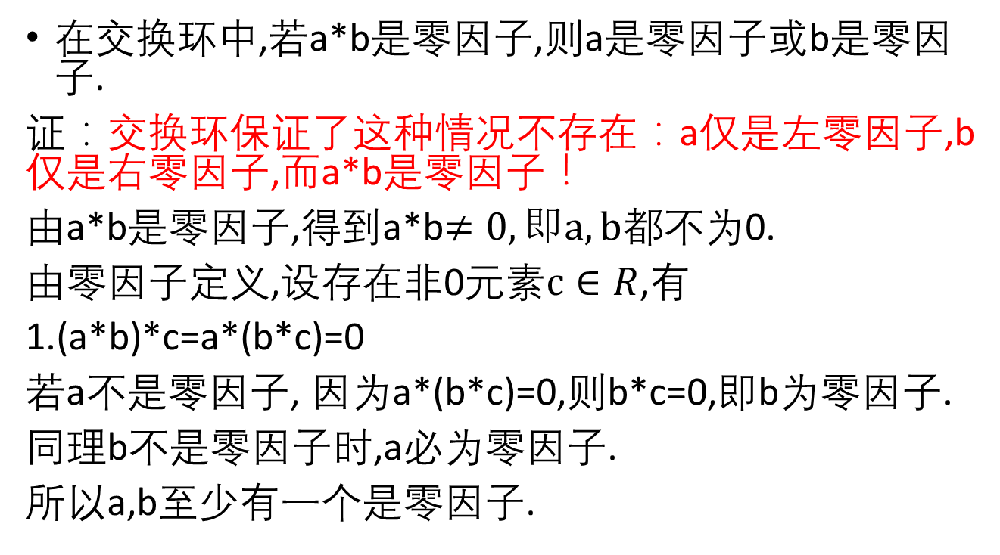 • 在交换环中,若a*b是零因子,则a是零因子或b是零因
子.
证：交换环保证了这种情况不存在：a仅是左零因子,b
仅是右零因子,而a*b是零因子！
由a*b是零因子,得到a*b≠ 0, 即a, b都不为0.
由零因子定义,设存在非0元素c ∈ R,有
1.(a*b)*c=a*(b*c)=0
若a不是零因子, 因为a*(b*c)=0,则b*c=0,即b为零因子.
同理b不是零因子时,a必为零因子.
所以a,b至少有一个是零因子.